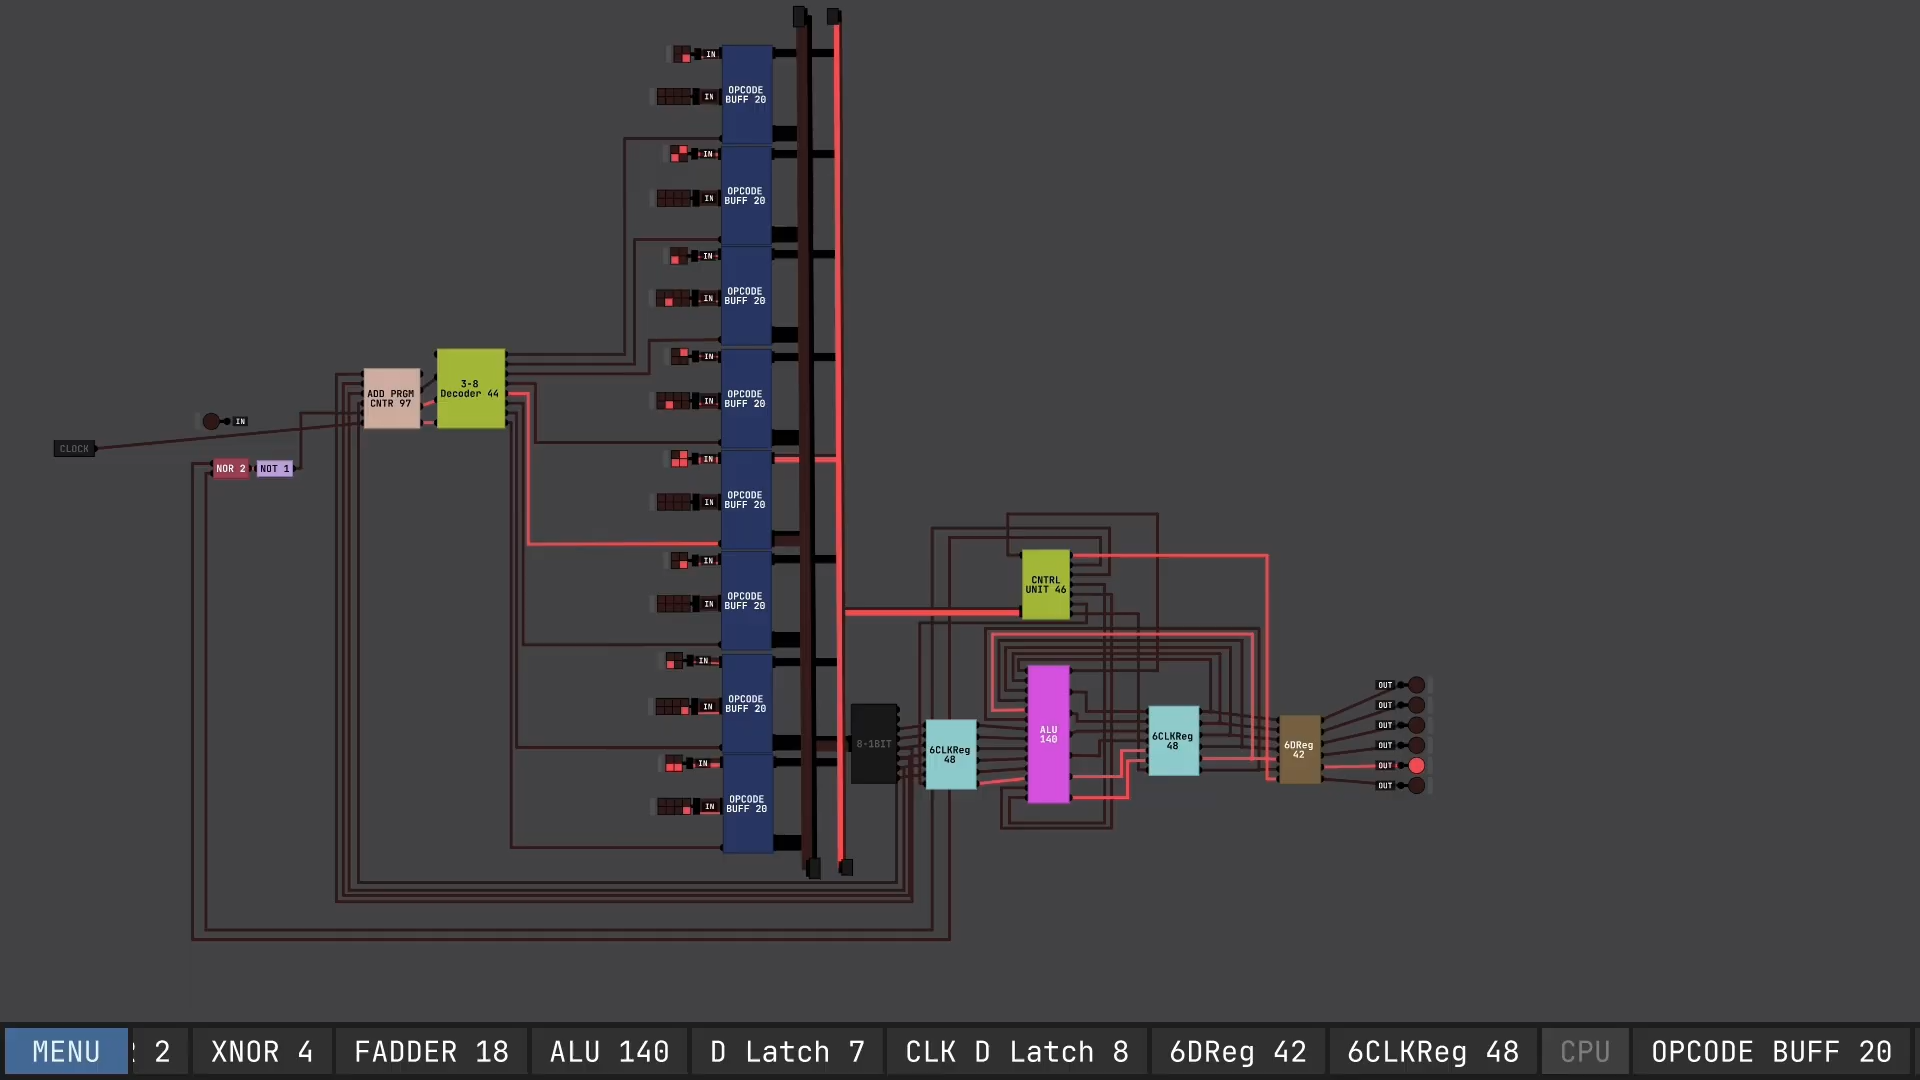 IN
OPCODE
BUFF 20
IN
IN
OPCODE
BUFF 20
IN
IN
OPCODE
BUFF 20
IN
IN
OPCODE
BUFF 20
IN
IN
OPCODE
BUFF 20
IN
IN
OPCODE
BUFF 20
IN
IN
OPCODE
BUFF 20
IN
IN
OPCODE
BUFF 20
IN
3-8
Decoder 44
ADD PRGM
CNTR 97
IN
CLOCK
NOR 2
NOT 1
CNTRL
UNIT 46
8-1BIT
6CLKReg
48
ALU
140
6CLKReg
48
6DReg
42
OUT
OUT
OUT
OUT
OUT
OUT
MENU
2
XNOR 4
FADDER 18
ALU 140
D Latch 7
CLK D Latch 8
6DReg 42
6CLKReg 48
CPU
OPCODE BUFF 20